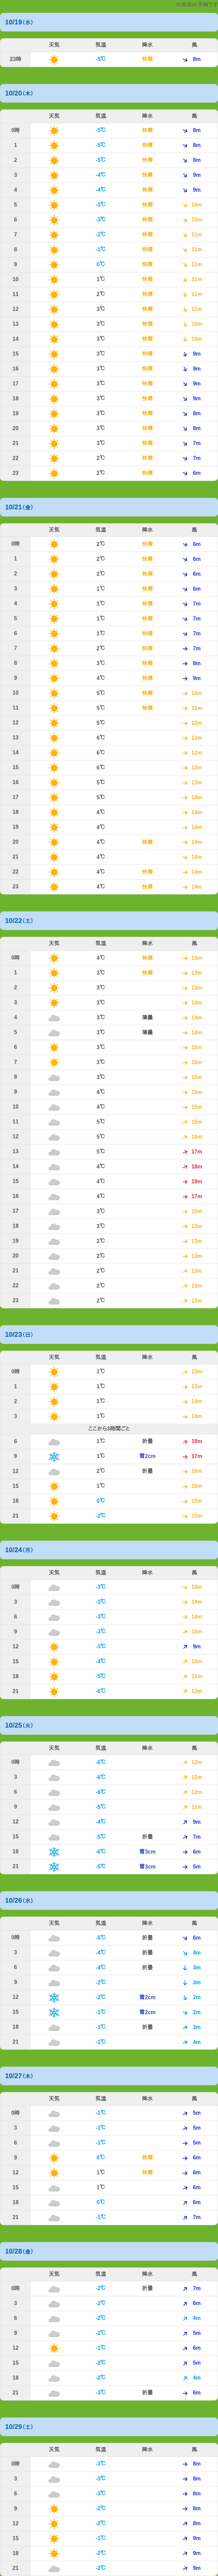 10/19(水)
天気 気温 降水 風
23時 -5℃ 快晴 8m
10/20(木)
天気 気温 降水 風
0時 -5℃ 快晴 8m
1 -5℃ 快晴 8m
2 -5℃ 快晴 8m
3 -4℃ 快晴 9m
4 -4℃ 快晴 9m
5 -3℃ 快晴 10m
6 -3℃ 快晴 10m
7 -2℃ 快晴 11m
8 -1℃ 快晴 11m
9 0℃ 快晴 11m
10 1℃ 快晴 11m
11 2℃ 快晴 11m
12 3℃ 快晴 11m
13 3℃ 快晴 10m
14 3℃ 快晴 10m
15 3℃ 快晴 9m
16 3℃ 快晴 9m
17 3℃ 快晴 9m
18 3℃ 快晴 9m
19 3℃ 快晴 8m
20 3℃ 快晴 8m
21 3℃ 快晴 7m
22 2℃ 快晴 7m
23 2℃ 快晴 6m
10/21(金)
天気 気温 降水 風
0時 2℃ 快晴 6m
1 2℃ 快晴 6m
2 2℃ 快晴 6m
3 1℃ 快晴 6m
4 1℃ 快晴 7m
5 1℃ 快晴 7m
6 1℃ 快晴 7m
7 2℃ 快晴 7m
8 3℃ 快晴 8m
9 4℃ 快晴 9m
10 5℃ 快晴 10m
11 5℃ 快晴 11m
12 5℃ 12m
13 6℃ 12m
14 6℃ 12m
15 6℃ 13m
16 5℃ 13m
17 5℃ 14m
18 4℃ 14m
19 4℃ 14m
20 4℃ 快晴 14m
21 4℃ 14m
22 4℃ 快晴 14m
23 4℃ 快晴 14m
10/22(土)
天気 気温 降水 風
0時 4℃ 快晴 13m
1 3℃ 快晴 13m
2 3℃ 13m
3 3℃ 14m
4 3℃ 薄曇 14m
5 3℃ 薄曇 14m
6 3℃ 15m
7 3℃ 15m
8 3℃ 15m
9 4℃ 15m
10 4℃ 15m
11 5℃ 15m
12 5℃ 16m
13 5℃ 17m
14 4℃ 18m
15 4℃ 19m
16 4℃ 17m
17 3℃ 15m
18 3℃ 13m
19 2℃ 13m
20 2℃ 13m
21 2℃ 13m
22 2℃ 13m
23 2℃ 13m
10/23(日)
天気 気温 降水 風
0時 1℃ 13m
1 1℃ 13m
2 1℃ 14m
3 1℃ 14m
ここから3時間ごと
6 1℃ 折曇 19m
9 1℃ 雪2cm 17m
12 2℃ 折曇 16m
15 1℃ 16m
18 0℃ 15m
21 -2℃ 15m
10/24(月)
天気 気温 降水 風
0時 -3℃ 14m
3 -3℃ 14m
6 -3℃ 14m
9 -3℃ 10m
12 -3℃ 9m
15 -4℃ 10m
18 -5℃ 11m
21 -6℃ 12m
10/25(火)
天気 気温 降水 風
0時 -6℃ 12m
3 -6℃ 12m
6 -6℃ 12m
9 -5℃ 11m
12 -4℃ 9m
15 -5℃ 折曇 7m
18 -6℃ 雪3cm 6m
21 -5℃ 雪3cm 5m
10/26(水)
天気 気温 降水 風
0時 -5℃ 折曇 6m
3 -4℃ 折曇 4m
6 -4℃ 折曇 3m
9 -2℃ 3m
12 -2℃ 雪2cm 2m
15 -1℃ 雪2cm 2m
18 -1℃ 折曇 3m
21 -1℃ 4m
10/27(木)
天気 気温 降水 風
0時 -1℃ 5m
3 -1℃ 5m
6 -1℃ 5m
9 0℃ 快晴 6m
12 1℃ 快晴 6m
15 1℃ 6m
18 0℃ 6m
21 -1℃ 7m
10/28(金)
天気 気温 降水 風
0時 -2℃ 折曇 7m
3 -2℃ 6m
6 -2℃ 4m
9 -2℃ 5m
12 -1℃ 6m
15 -2℃ 5m
18 -2℃ 4m
21 -3℃ 折曇 6m
10/29(土)
天気 気温 降水 風
0時 -3℃ 8m
3 -3℃ 8m
6 -3℃ 8m
9 -2℃ 8m
12 -2℃ 8m
15 -1℃ 9m
18 -2℃ 9m
21 -2℃ 9m